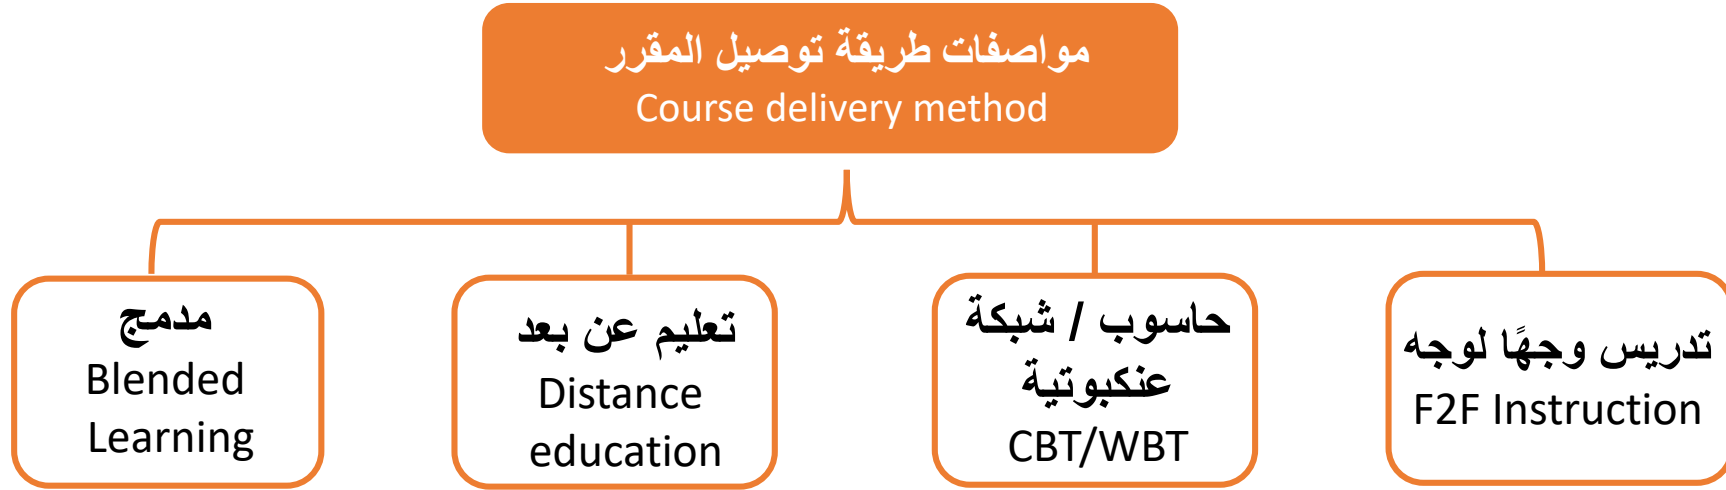 مواصفات طريقة توصيل المقرر
Course delivery method
تدريس وجهًا لوجه
F2F Instruction
حاسوب / شبكة
عنكبوتية
CBT/WBT
تعليم عن بعد
Distance
education
مدمج
Blended
Learning